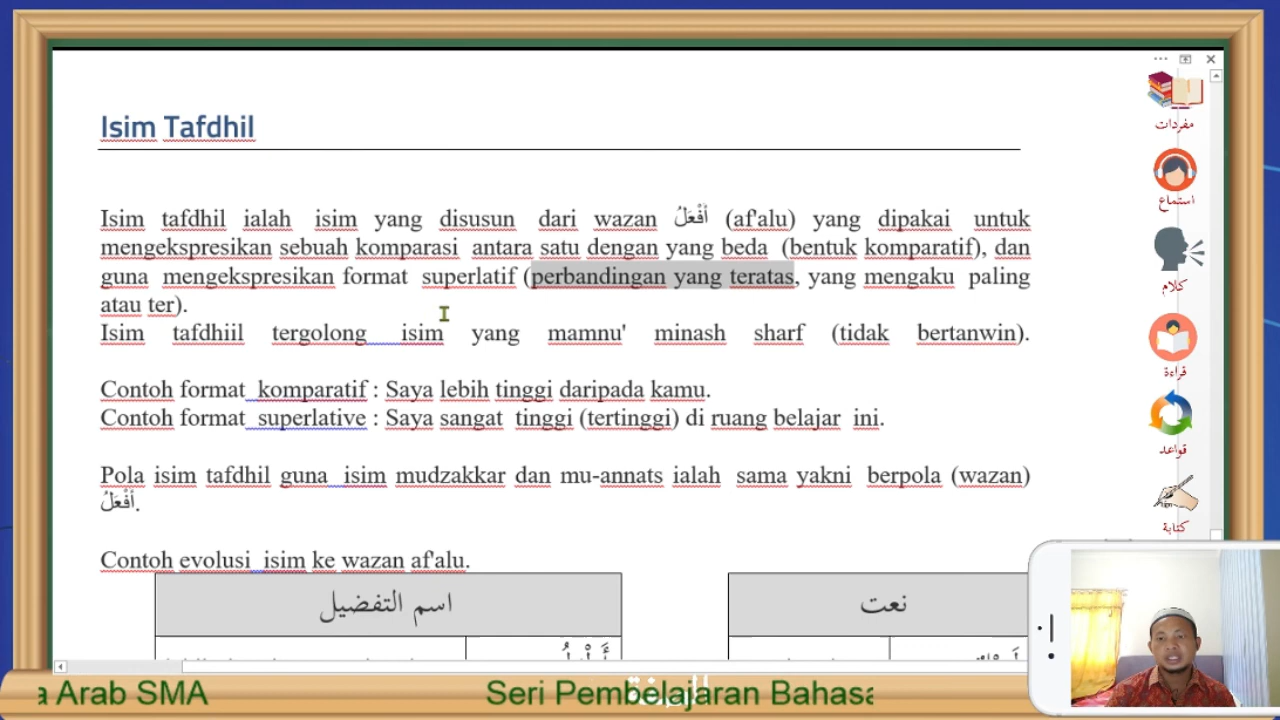 Isim Tafdhil
Isim tafdhil ialah isim yang disusun dari wazan أَفْعَلُ (af'alu) yang dipakai untuk
mengekspresikan sebuah komparasi antara satu dengan yang beda (bentuk komparatif), dan
guna mengekspresikan format superlatif (perbandingan yang teratas, yang mengaku paling
atau ter).
Isim tafdhiil tergolong isim yang mamnu' minash sharf (tidak bertanwin).
Contoh format komparatif : Saya lebih tinggi daripada kamu.
Contoh format superlative : Saya sangat tinggi (tertinggi) di ruang belajar ini.
Pola isim tafdhil guna isim mudzakkar dan mu-annats ialah sama yakni berpola (wazan)
أَفْعَلُ.
Contoh evolusi isim ke wazan af'alu.
اسم التفضيل
نعت
مفردات
استماع
كلام
قراءة
قواعد
كتابة
a Arab SMA
Seri Pembelajaran Bahasa